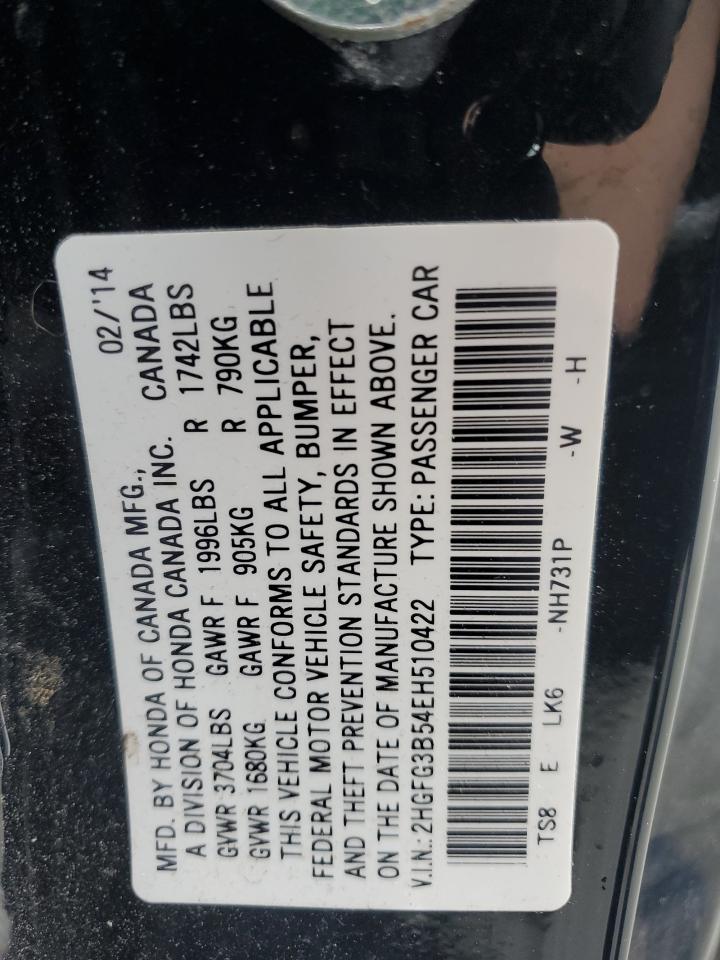 MFD. BY HONDA OF CANADA MFG., 02/'14
A DIVISION OF HONDA CANADA INC. CANADA
GVWR 3704LBS GAWR F 1996LBS R 1742LBS
GVWR 1680KG GAWR F 905KG R 790KG
THIS VEHICLE CONFORMS TO ALL APPLICABLE
FEDERAL MOTOR VEHICLE SAFETY, BUMPER,
AND THEFT PREVENTION STANDARDS IN EFFECT
ON THE DATE OF MANUFACTURE SHOWN ABOVE.
V.I.N.: 2HGFG3B54EH510422 TYPE: PASSENGER CAR
TS8 E LK6 -NH731P -W -H